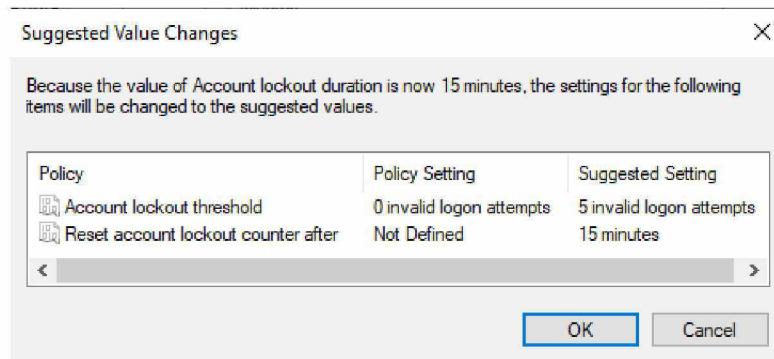 Suggested Value Changes
Because the value of Account lockout duration is now 15 minutes, the settings for the following
items will be changed to the suggested values.
Policy Policy Setting Suggested Setting
Account lockout threshold 0 invalid logon attempts 5 invalid logon attempts
Reset account lockout counter after Not Defined 15 minutes
OK Cancel